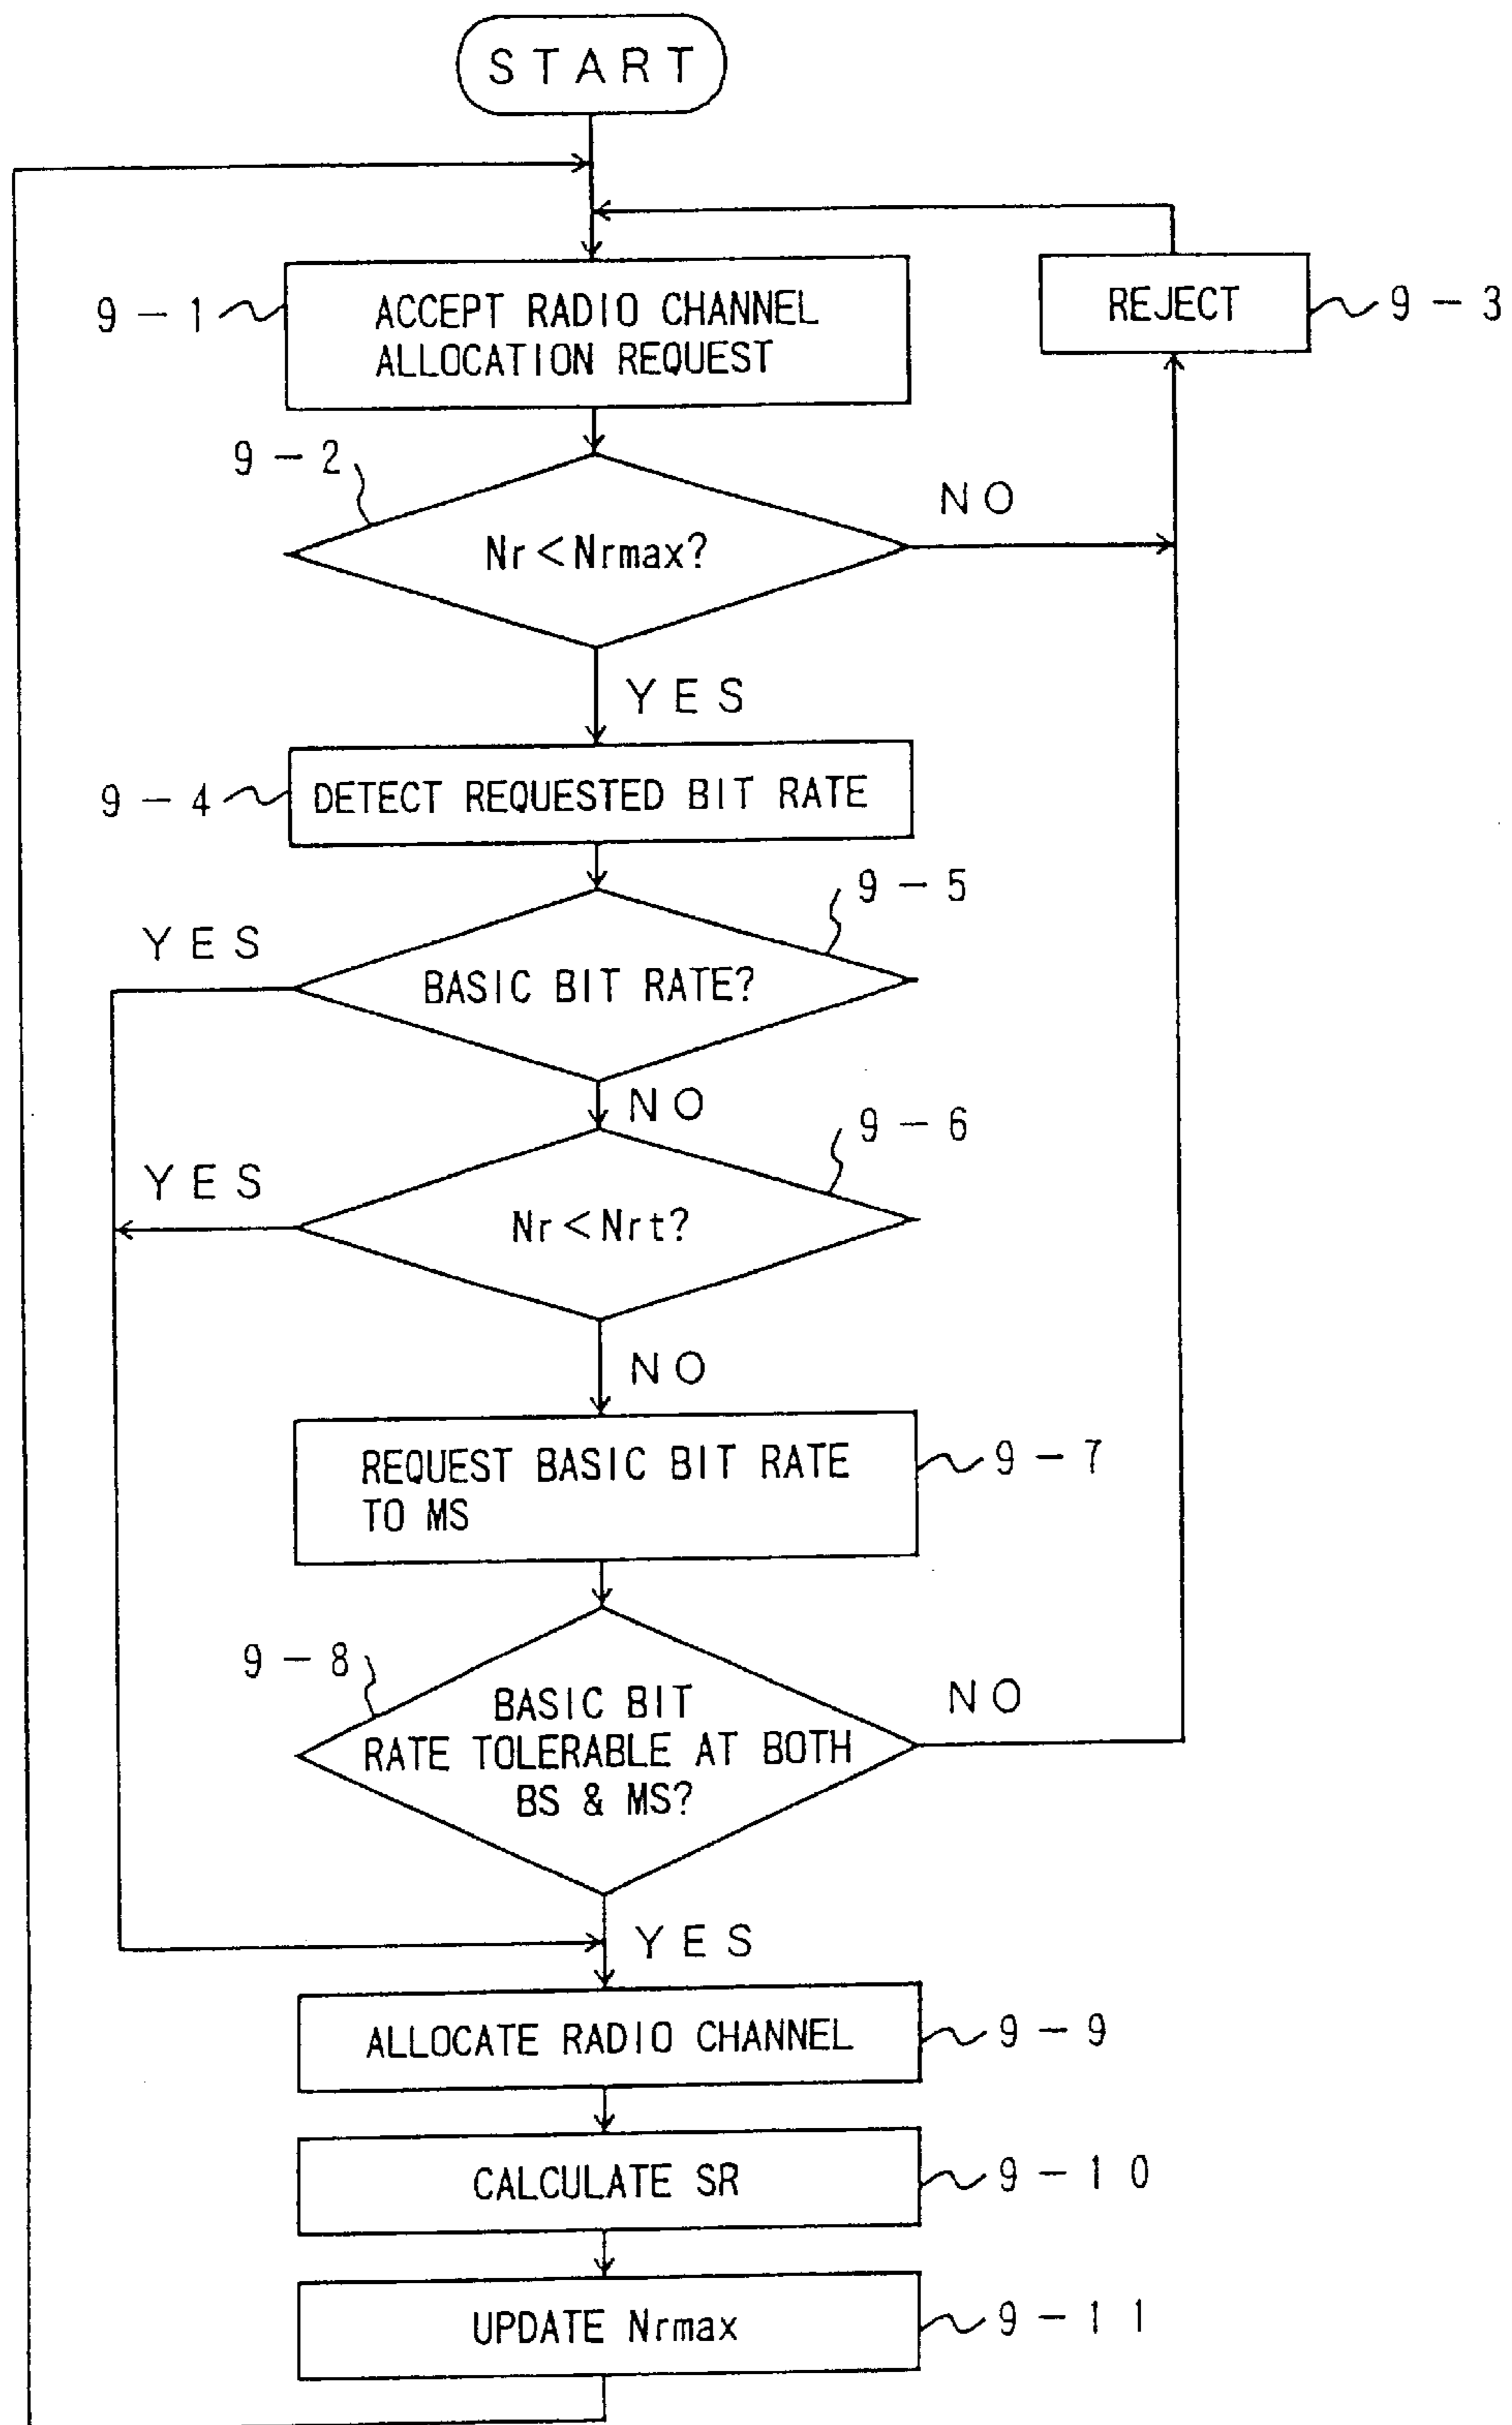 START
9-1
ACCEPT RADIO CHANNEL
ALLOCATION REQUEST
REJECT
9-3
9-2
Nr<Nrmax?
NO
YES
9-4
DETECT REQUESTED BIT RATE
9-5
YES
BASIC BIT RATE?
NO
9-6
YES
Nr<Nrt?
NO
REQUEST BASIC BIT RATE
TO MS
9-7
9-8
BASIC BIT
RATE TOLERABLE AT BOTH
BS & MS?
NO
YES
ALLOCATE RADIO CHANNEL
9-9
CALCULATE SR
9-10
UPDATE Nrmax
9-11